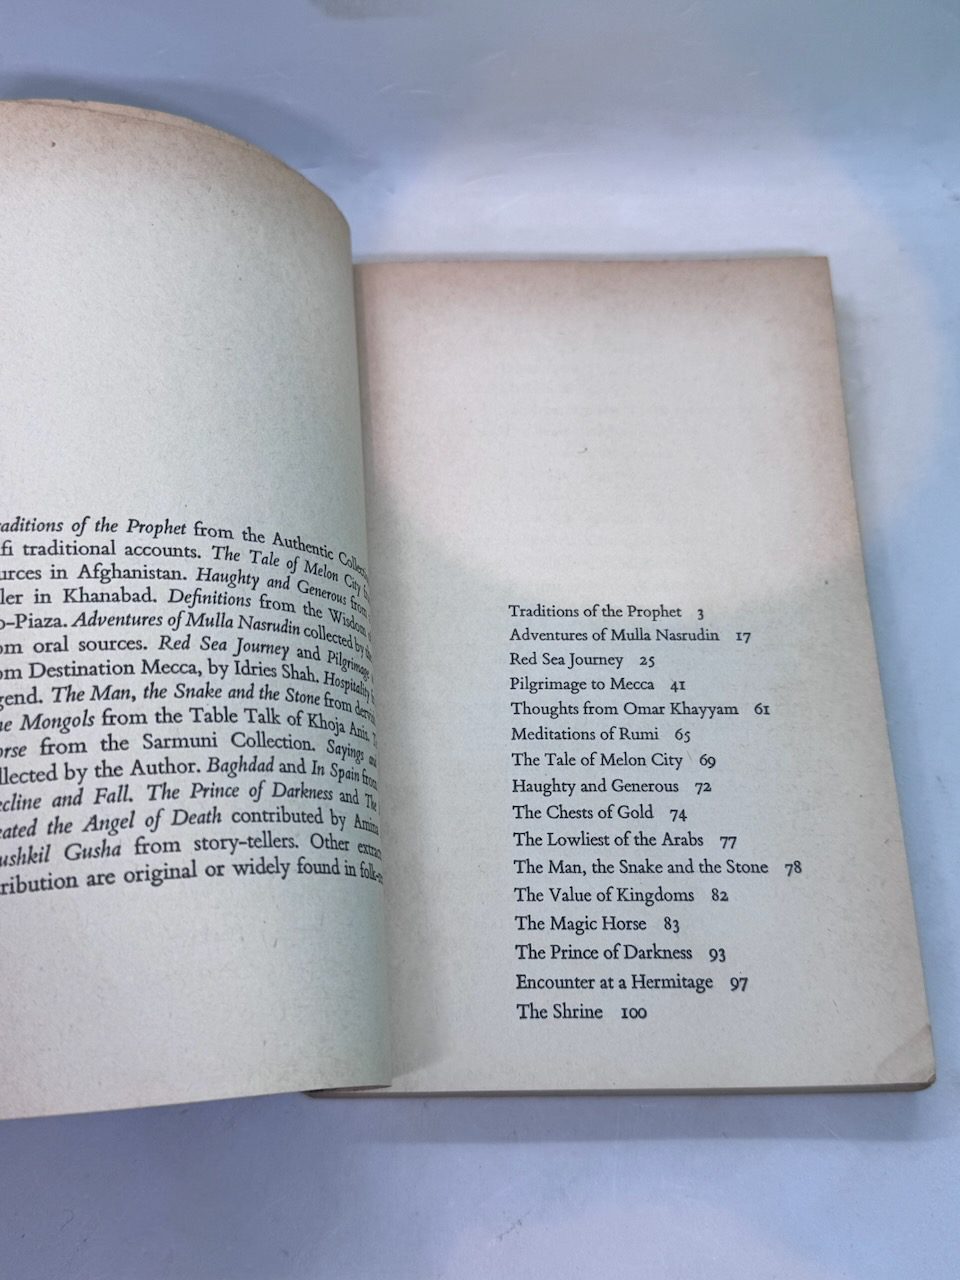 aditions of the Prophet from the Authentic
fi traditional accounts. The Tale of Melon City
urces in Afghanistan. Haughty and Generous from
ler in Khanabad. Definitions from the Wisdom
o–Piaza. Adventures of Mulla Nasrudin collected by
om oral sources. Red Sea Journey and Pilgrimage
om Destination Mecca, by Idries Shah. Hospitality
gend. The Man, the Snake and the Stone from
e Mongols from the Table Talk of Khoja Anis.
orse from the Sarmuni Collection. Sayings
llected by the Author. Baghdad and In Spain from
ecline and Fall. The Prince of Darkness and The
eated the Angel of Death contributed by Amina
ushkil Gusha from story-tellers. Other
ribution are original or widely found in
Traditions of the Prophet 3
Adventures of Mulla Nasrudin 17
Red Sea Journey 25
Pilgrimage to Mecca 41
Thoughts from Omar Khayyam 61
Meditations of Rumi 65
The Tale of Melon City 69
Haughty and Generous 72
The Chests of Gold 74
The Lowliest of the Arabs 77
The Man, the Snake and the Stone 78
The Value of Kingdoms 82
The Magic Horse 83
The Prince of Darkness 93
Encounter at a Hermitage 97
The Shrine 100